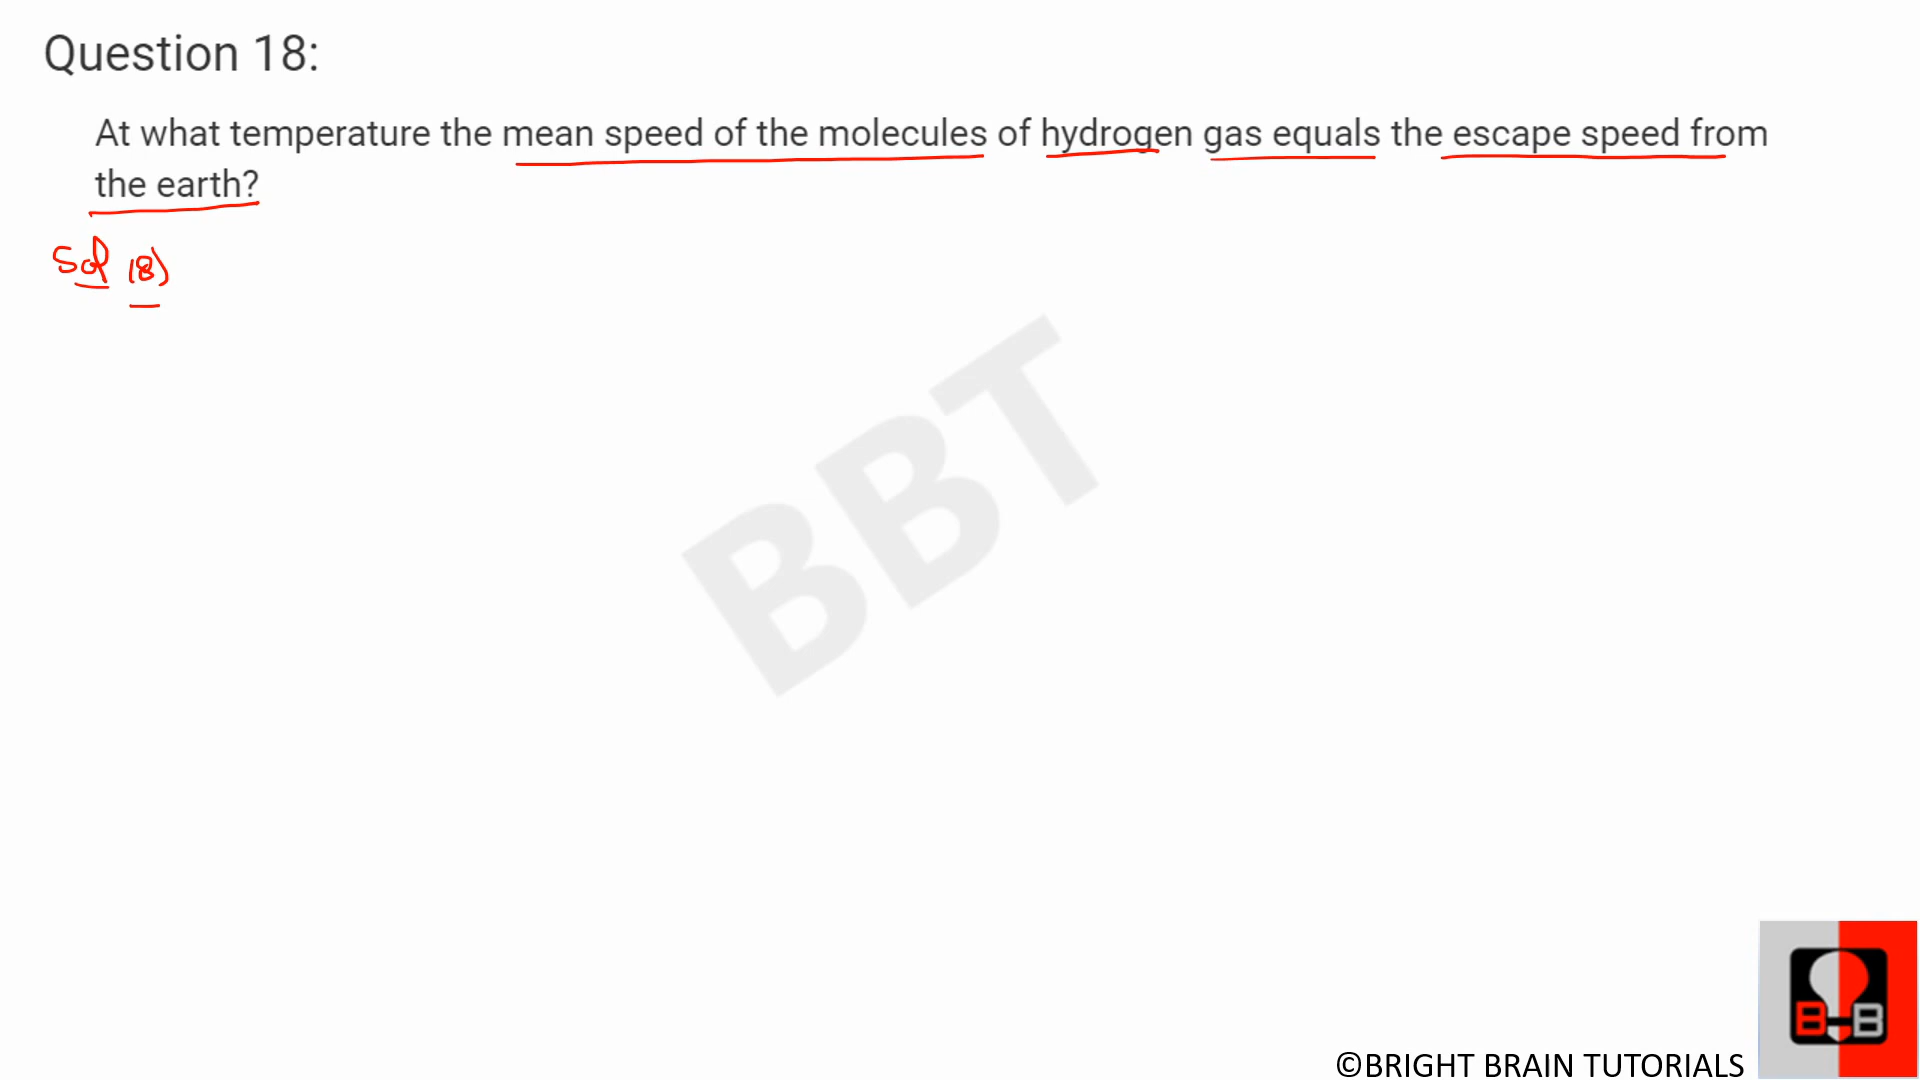 Question 18:
At what temperature the mean speed of the molecules of hydrogen gas equals the escape speed from
the earth?
Sol 18)
BBT
B B
©BRIGHT BRAIN TUTORIALS